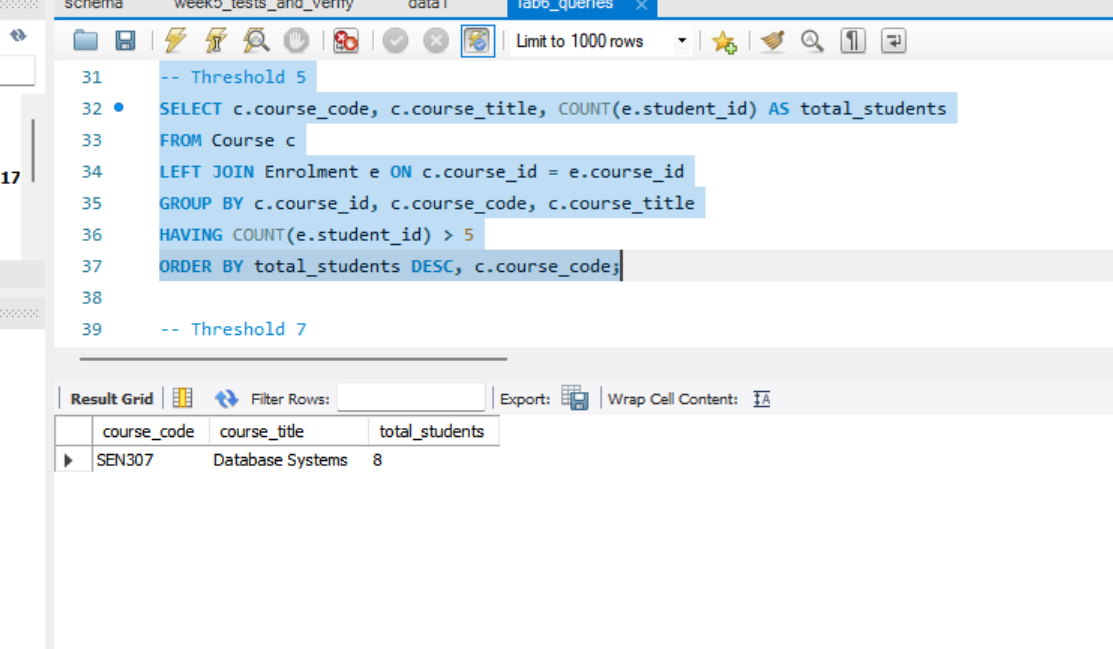 schema week5_tests_and_verify data1 lab6_queries
Limit to 1000 rows
31 -- Threshold 5
32 SELECT c.course_code, c.course_title, COUNT(e.student_id) AS total_students
33 FROM Course c
17
34 LEFT JOIN Enrolment e ON c.course_id = e.course_id
35 GROUP BY c.course_id, c.course_code, c.course_title
36 HAVING COUNT(e.student_id) > 5
37 ORDER BY total_students DESC, c.course_code;
38
39 -- Threshold 7
Result Grid Filter Rows: Export: Wrap Cell Content: IA
course_code course_title total_students
SEN307 Database Systems 8